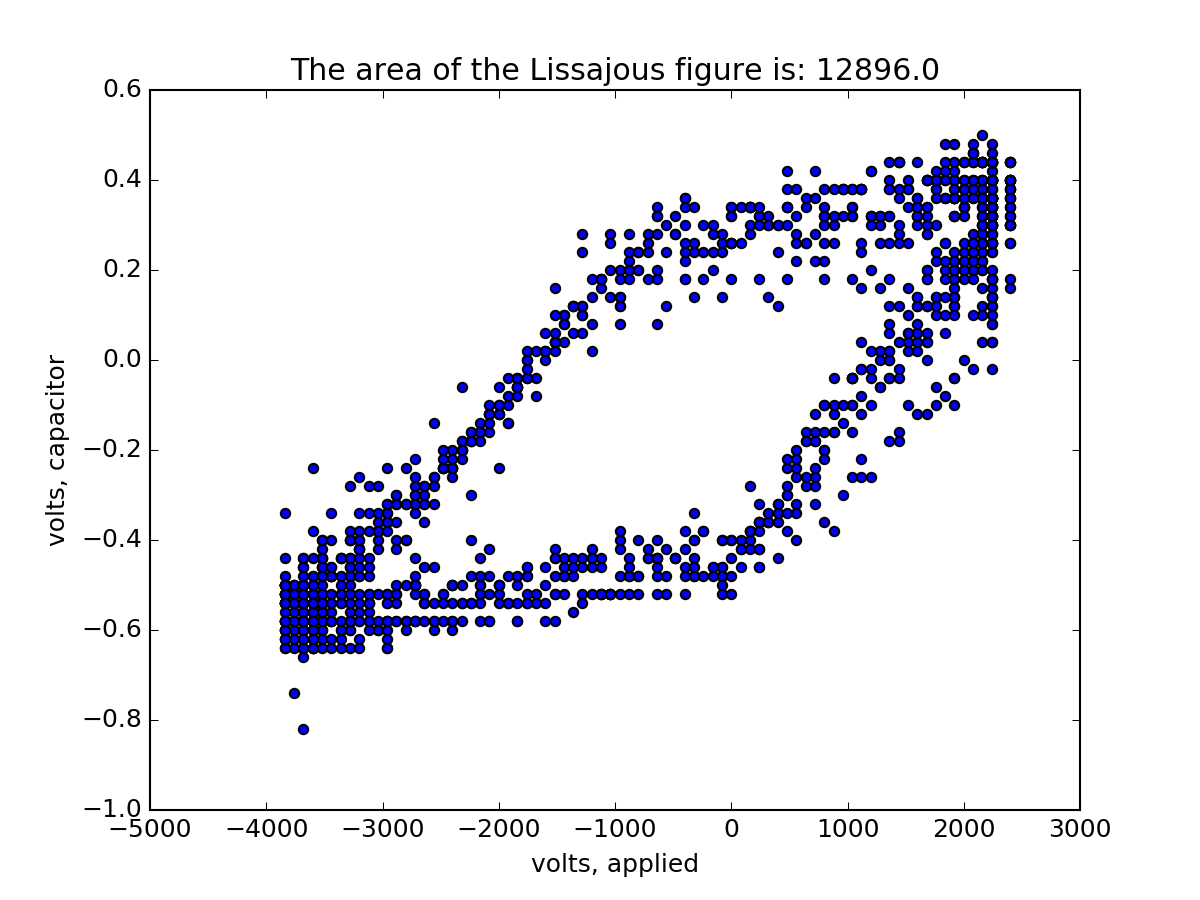 The area of the Lissajous figure is: 12896.0
0.6
0.4
0.2
0.0
−0.2
−0.4
−0.6
−0.8
−1.0
volts, capacitor
−5000 −4000 −3000 −2000 −1000 0 1000 2000 3000
volts, applied